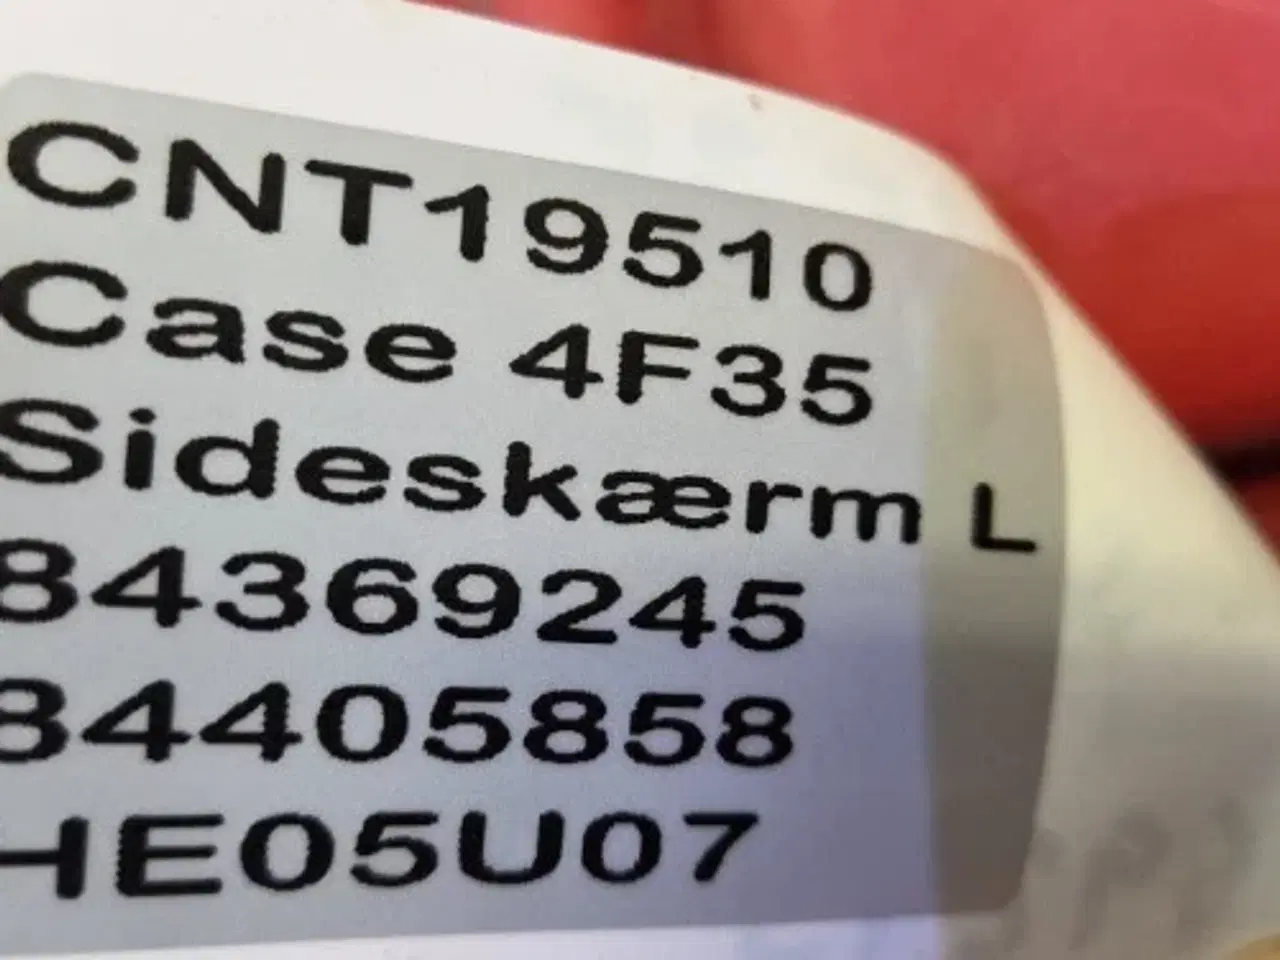 CNT19510
Case 4F35
Sideskærm L
84369245
84405858
HE05U07